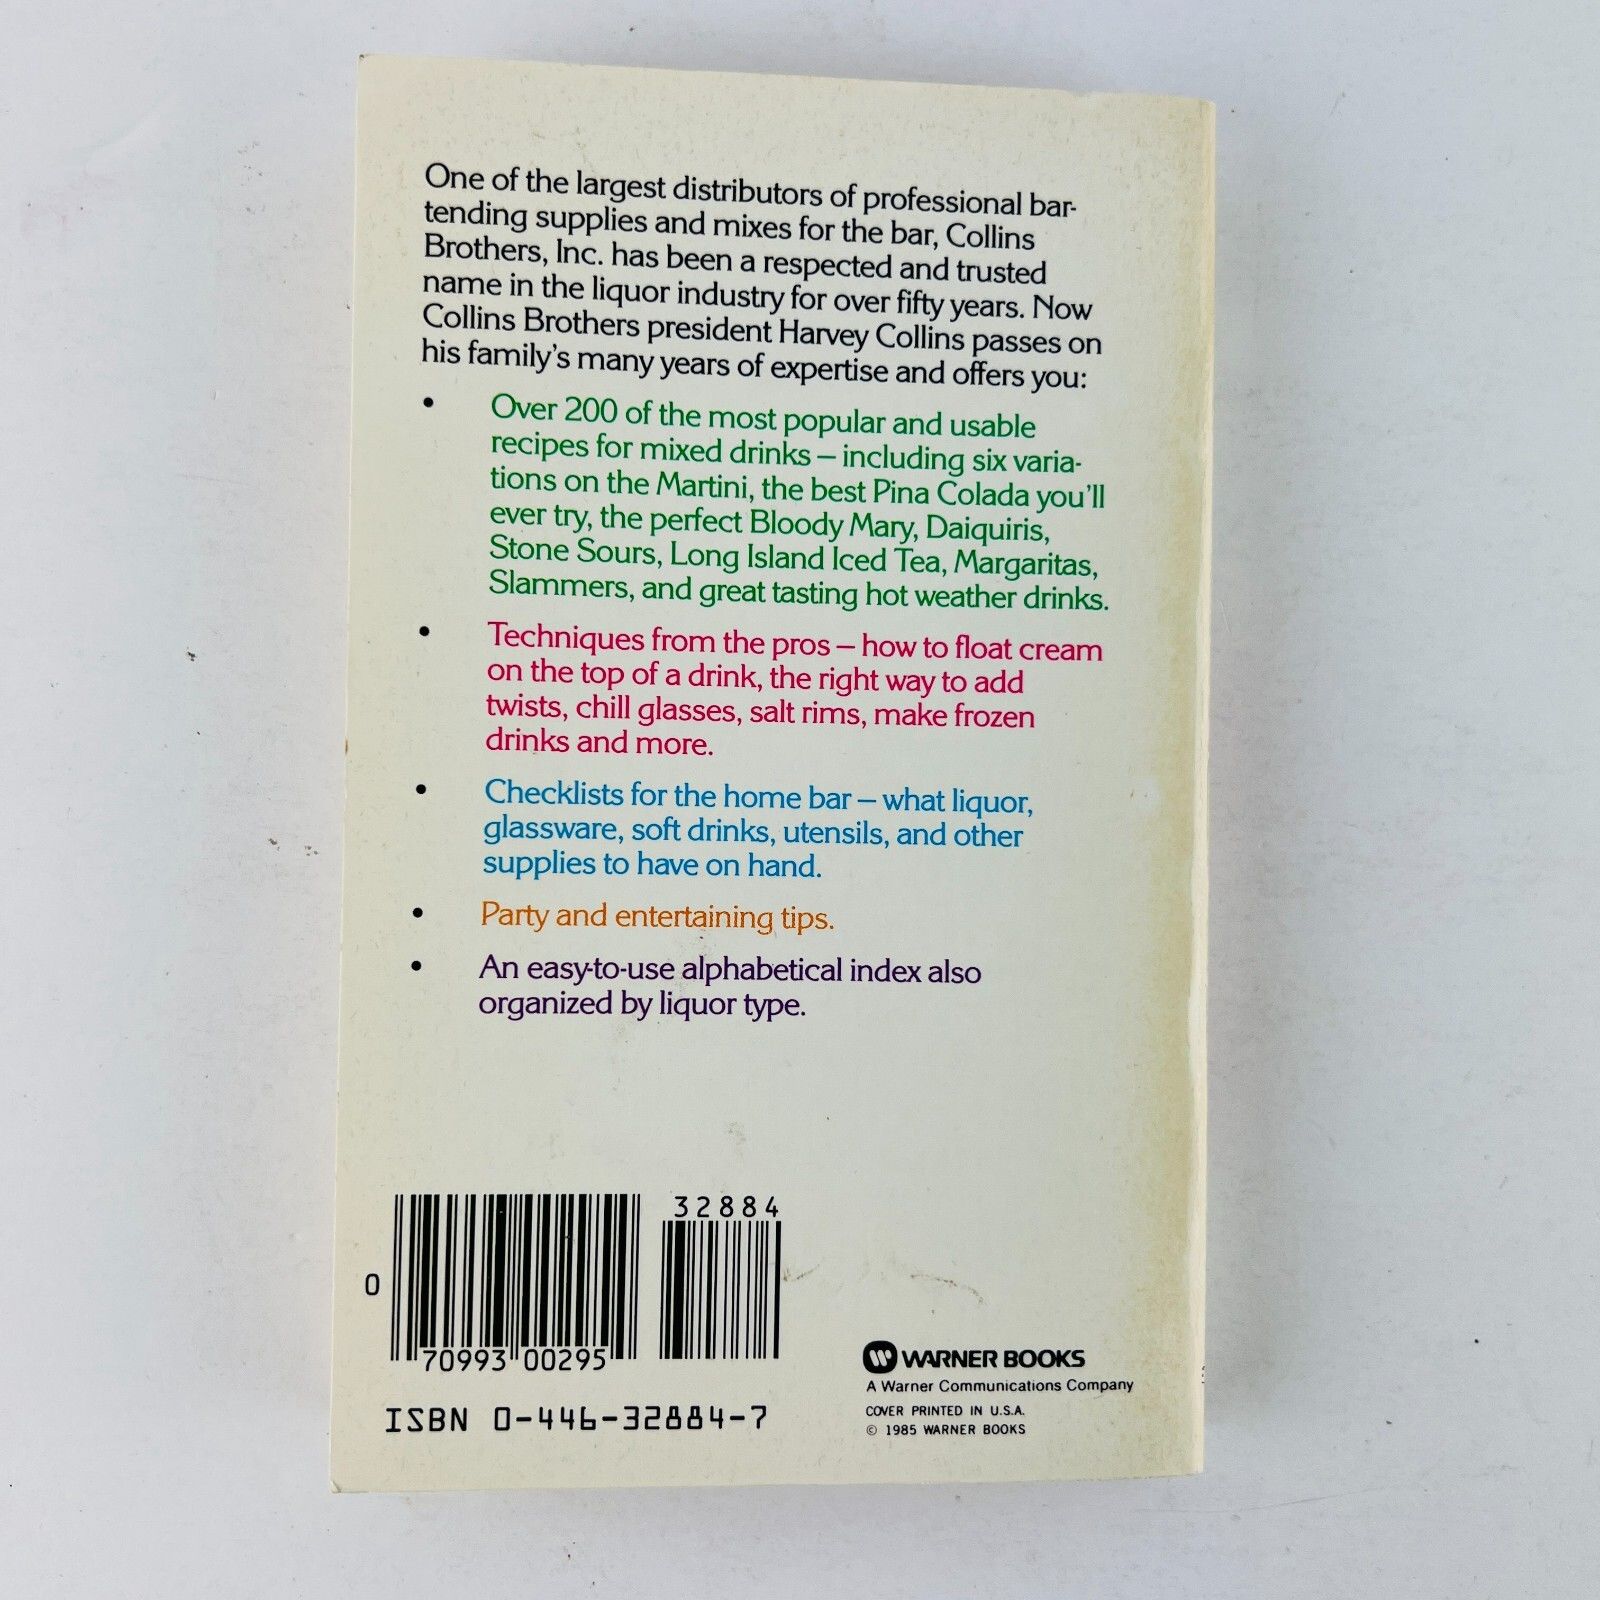 One of the largest distributors of professional bar-
tending supplies and mixes for the bar, Collins
Brothers, Inc. has been a respected and trusted
name in the liquor industry for over fifty years. Now
Collins Brothers president Harvey Collins passes on
his family's many years of expertise and offers you:
• Over 200 of the most popular and usable
recipes for mixed drinks – including six varia-
tions on the Martini, the best Pina Colada you'll
ever try, the perfect Bloody Mary, Daiquiris,
Stone Sours, Long Island Iced Tea, Margaritas,
Slammers, and great tasting hot weather drinks.
• Techniques from the pros – how to float cream
on the top of a drink, the right way to add
twists, chill glasses, salt rims, make frozen
drinks and more.
• Checklists for the home bar – what liquor,
glassware, soft drinks, utensils, and other
supplies to have on hand.
• Party and entertaining tips.
• An easy-to-use alphabetical index also
organized by liquor type.
32884
0
70993 00295
ISBN 0-446-32884-7
WARNER BOOKS
A Warner Communications Company
COVER PRINTED IN U.S.A.
© 1985 WARNER BOOKS